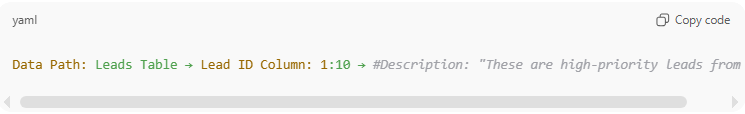 yaml
Copy code
Data Path: Leads Table → Lead ID Column: 1:10 → #Description: "These are high-priority leads from